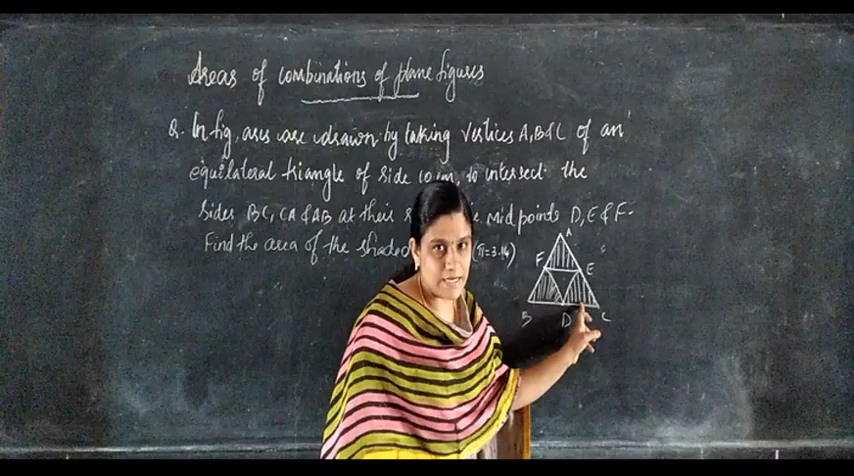 Areas of combinations of plane figures
Q. In fig, arcs are drawn by taking vertices A, B & C of an
equilateral triangle of side 10 cm, to intersect the
sides BC, CA & AB at their midpoints D, E & F.
Find the area of the shaded (π=3.14)
A
F
E
B
D
C